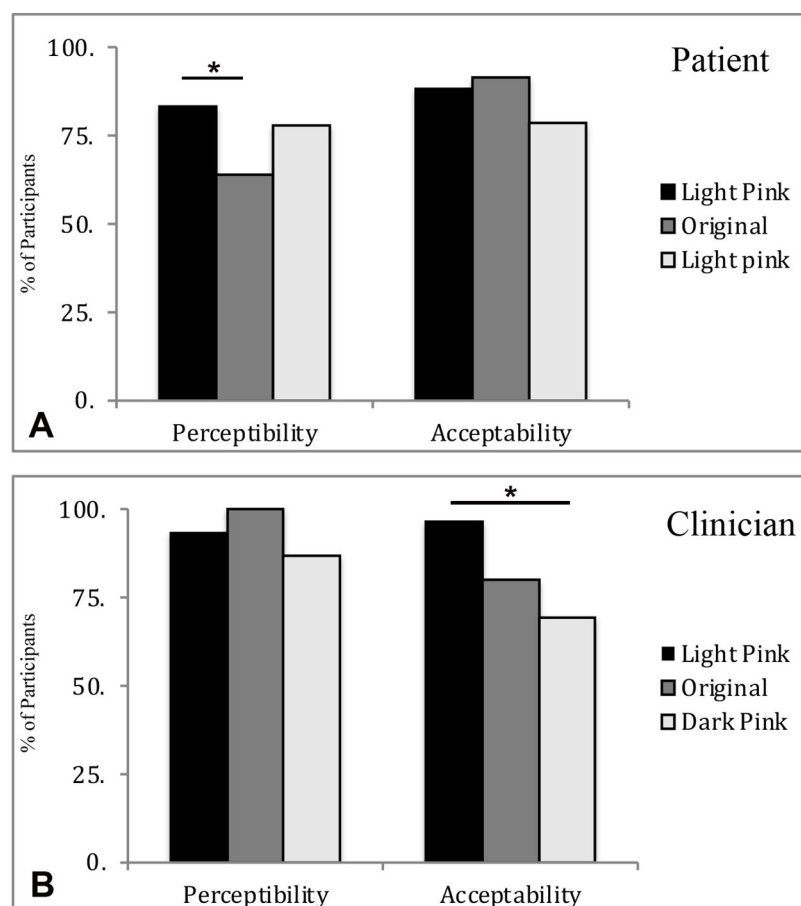 Patient
100.
*
75.
50.
25.
0.
% of Participants
Light Pink
Original
Light pink
A
Perceptibility
Acceptability
Clinician
100.
*
75.
50.
25.
0.
% of Participants
Light Pink
Original
Dark Pink
B
Perceptibility
Acceptability